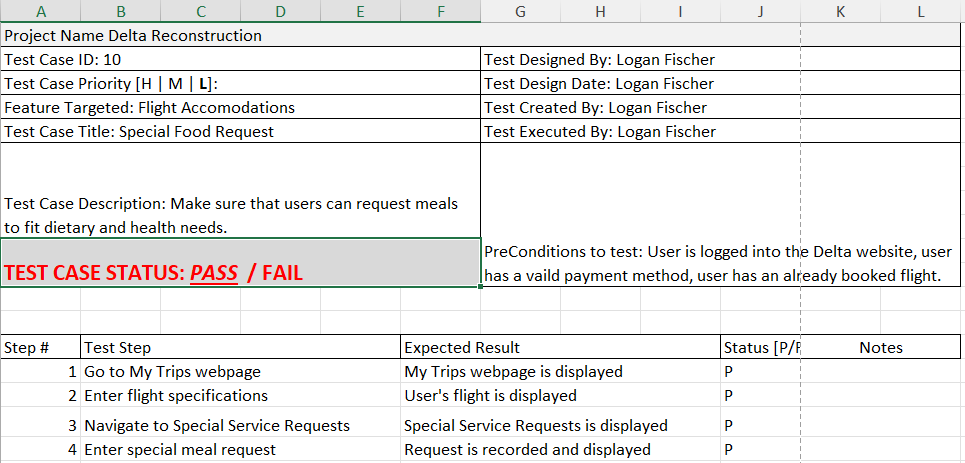 A B C D E F G H I J K L
Project Name Delta Reconstruction
Test Case ID: 10
Test Designed By: Logan Fischer
Test Case Priority [H | M | L]:
Test Design Date: Logan Fischer
Feature Targeted: Flight Accomodations
Test Created By: Logan Fischer
Test Case Title: Special Food Request
Test Executed By: Logan Fischer
Test Case Description: Make sure that users can request meals
to fit dietary and health needs.
PreConditions to test: User is logged into the Delta website, user
has a vaild payment method, user has an already booked flight.
TEST CASE STATUS: PASS / FAIL
Step # Test Step Expected Result Status [P/F Notes
1 Go to My Trips webpage My Trips webpage is displayed P
2 Enter flight specifications User's flight is displayed P
3 Navigate to Special Service Requests Special Service Requests is displayed P
4 Enter special meal request Request is recorded and displayed P